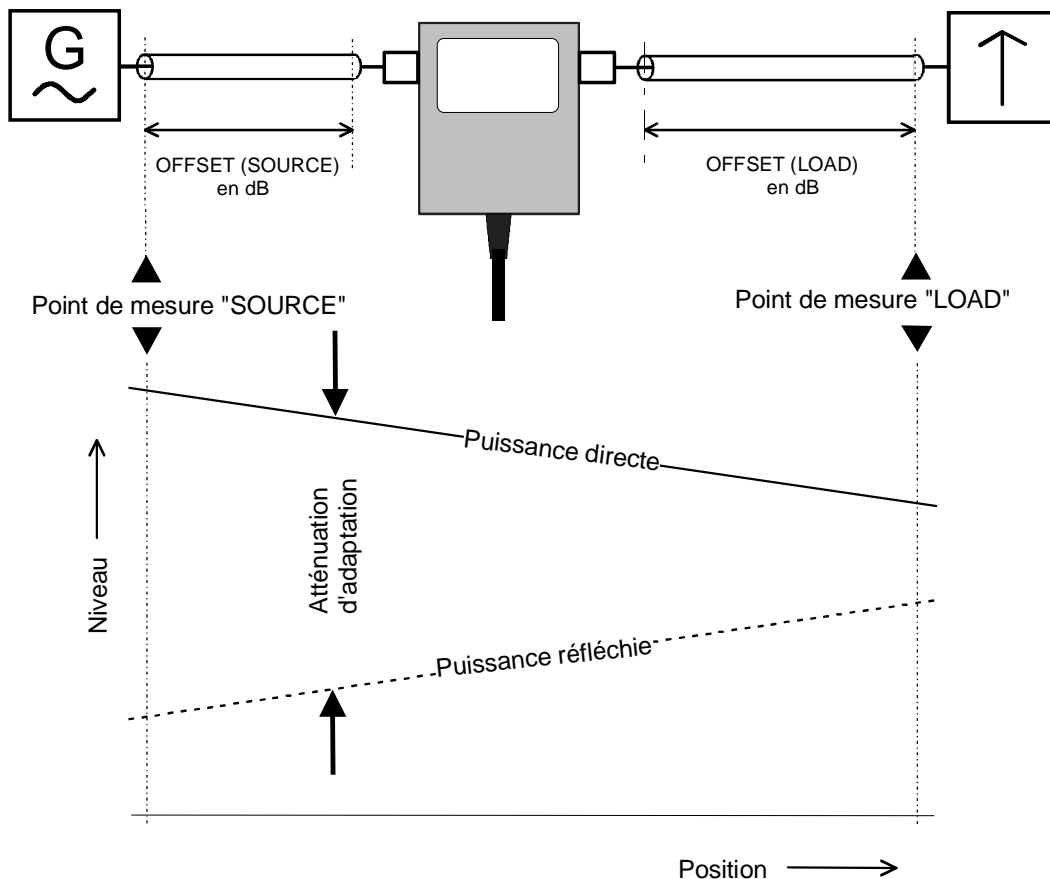 G
OFFSET (SOURCE)
en dB
OFFSET (LOAD)
en dB
Point de mesure "SOURCE"
Point de mesure "LOAD"
Puissance directe
Atténuation
d'adaptation
Niveau
Puissance réfléchie
Position